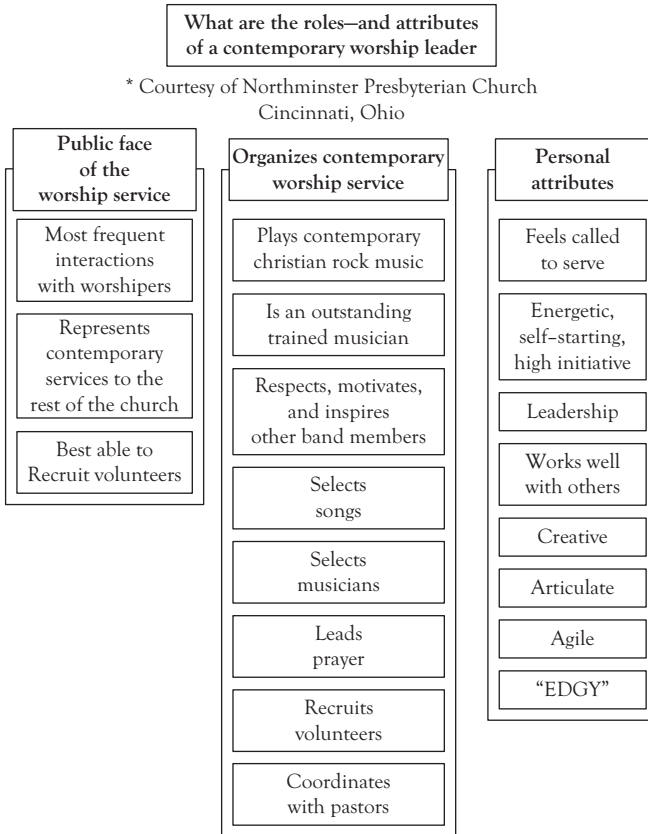 What are the roles—and attributes
of a contemporary worship leader
* Courtesy of Northminster Presbyterian Church
Cincinnati, Ohio
Public face
of the
worship service
Most frequent
interactions
with worshipers
Represents
contemporary
services to the
rest of the church
Best able to
Recruit volunteers
Organizes contemporary
worship service
Plays contemporary
christian rock music
Is an outstanding
trained musician
Respects, motivates,
and inspires
other band members
Selects
songs
Selects
musicians
Leads
prayer
Recruits
volunteers
Coordinates
with pastors
Personal
attributes
Feels called
to serve
Energetic,
self-starting,
high initiative
Leadership
Works well
with others
Creative
Articulate
Agile
“EDGY”